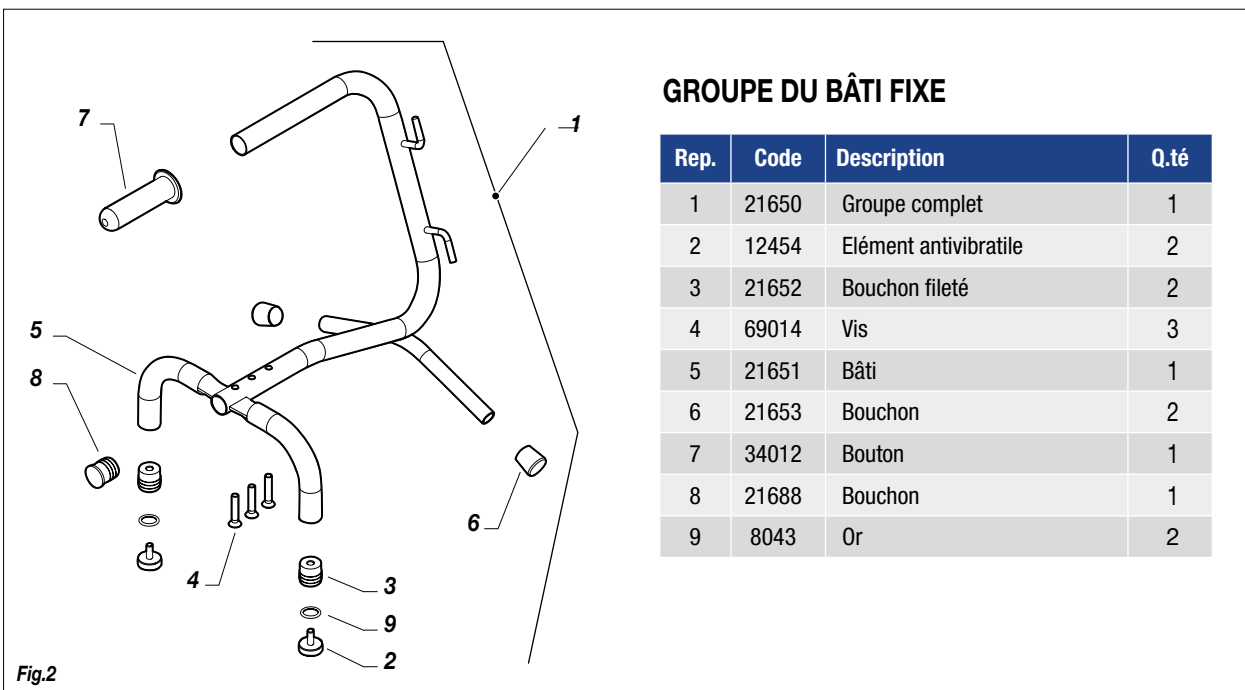 GROUPE DU BÂTI FIXE
Rep. Code Description Q.té
1 21650 Groupe complet 1
2 12454 Elément antivibratile 2
3 21652 Bouchon fileté 2
4 69014 Vis 3
5 21651 Bâti 1
6 21653 Bouchon 2
7 34012 Bouton 1
8 21688 Bouchon 1
9 8043 Or 2
7
1
5
8
6
4
3
9
2
Fig.2